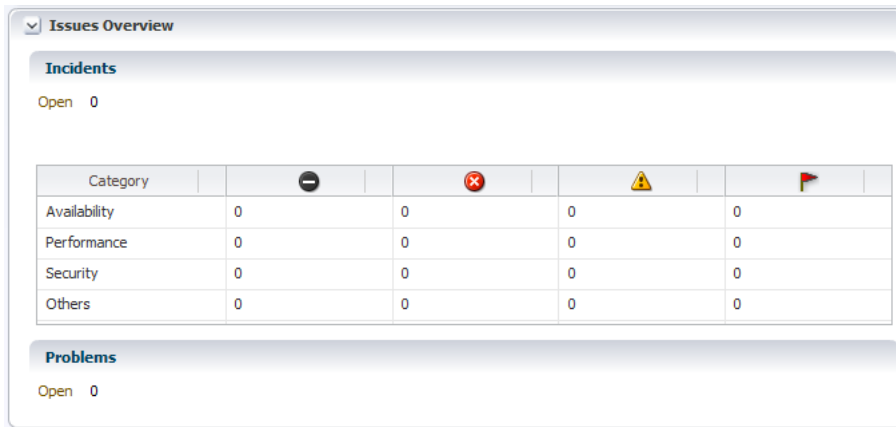 Issues Overview
Incidents
Open 0
Category
Availability 0 0 0 0
Performance 0 0 0 0
Security 0 0 0 0
Others 0 0 0 0
Problems
Open 0